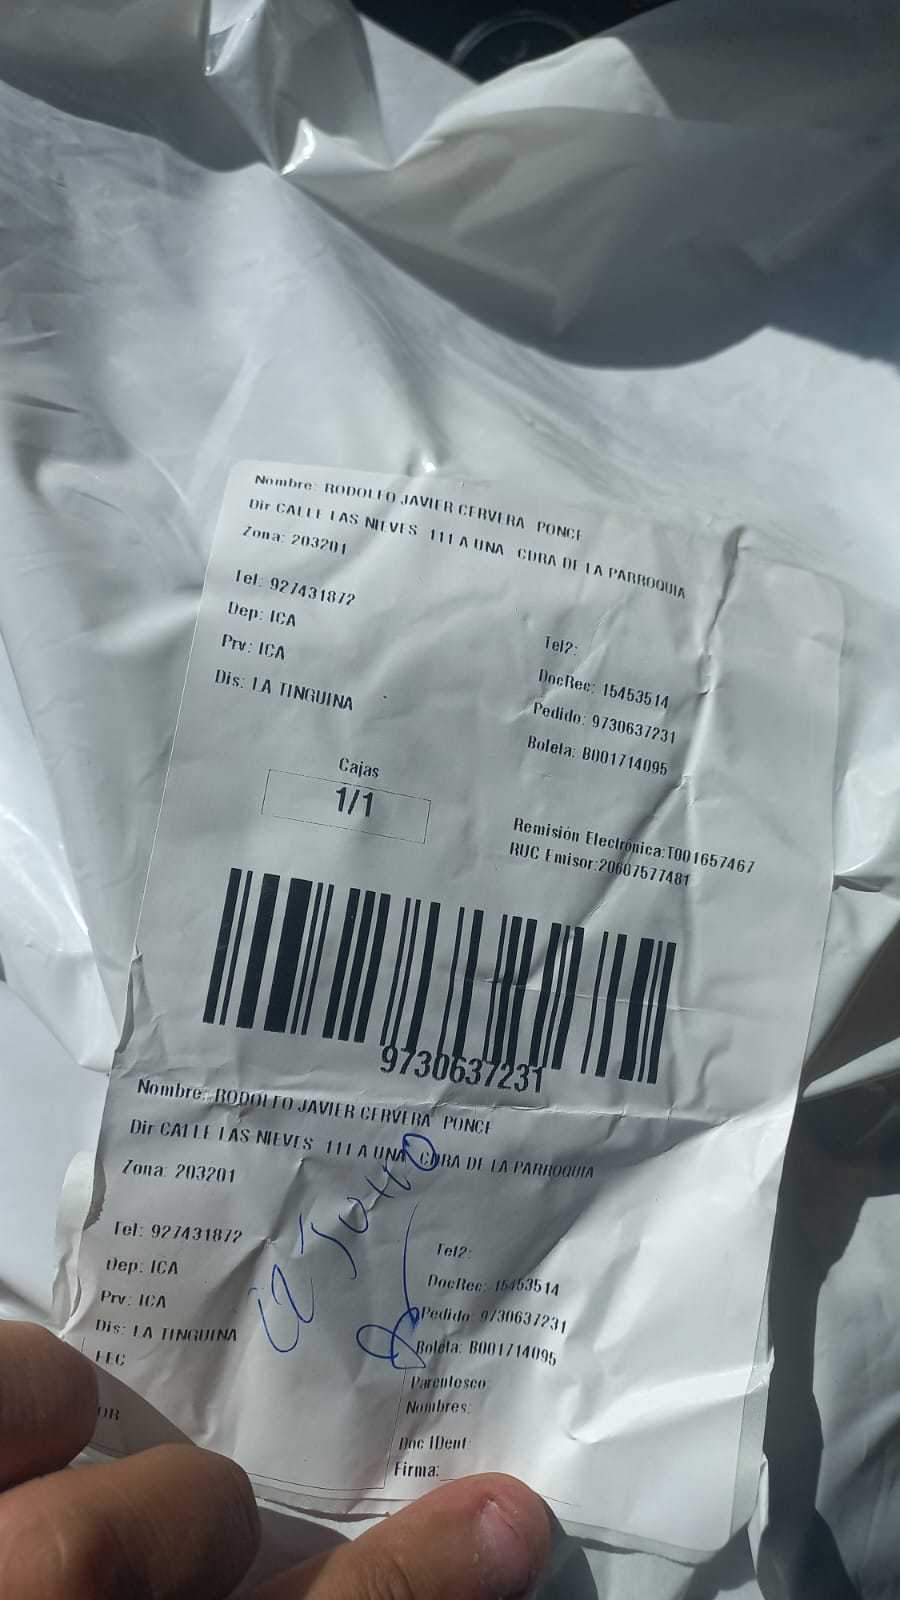 Nombre: RODOLFO JAVIER CERVERA PONCE
Dir CALLE LAS NIEVES 111 A UNA CDRA DE LA PARROQUIA
Zona: 203201
Tel: 927431872
Dep: ICA
Prv: ICA
Dis: LA TINGUINA
Tel2:
DocRec: 15453514
Pedido: 9730637231
Boleta: B001714095
Cajas
1/1
Remisión Electrónica:T001657467
RUC Emisor:20607577481
9730637231
Nombre: RODOLFO JAVIER CERVERA PONCE
Dir CALLE LAS NIEVES 111 A UNA CDRA DE LA PARROQUIA
Zona: 203201
Tel: 927431872
Dep: ICA
Prv: ICA
Dis: LA TINGUINA
FEC
OR
Tel2:
DocRec: 15453514
Pedido: 9730637231
Boleta: B001714095
Parentesco:
Nombres:
Doc IDent:
Firma: